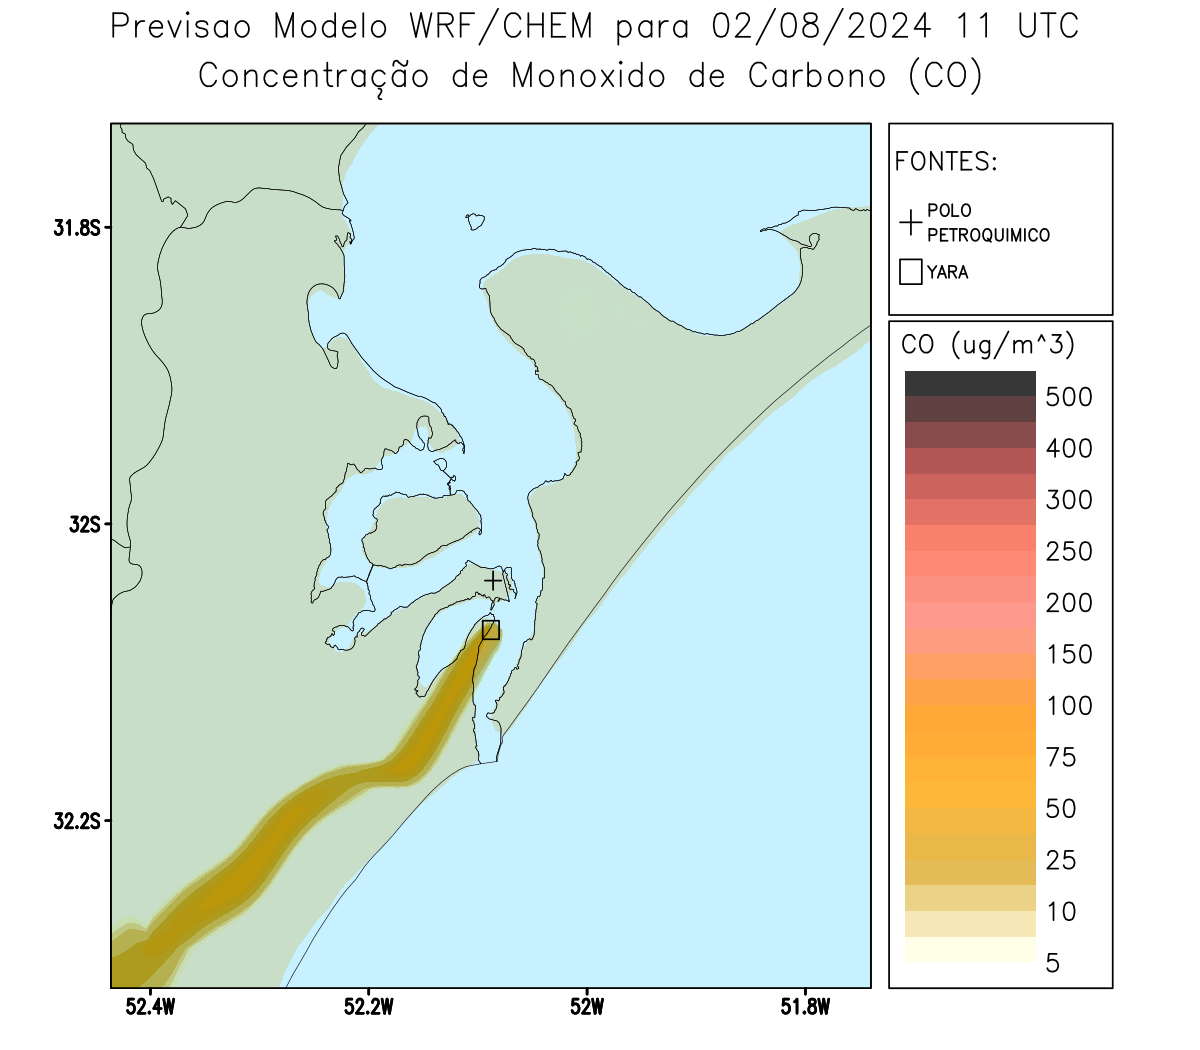 Previsao Modelo WRF/CHEM para 02/08/2024 11 UTC
Concentração de Monoxido de Carbono (CO)
FONTES:
POLO
PETROQUIMICO
YARA
CO (ug/m^3)
500
400
300
250
200
150
100
75
50
25
10
5
31.8S
32S
32.2S
52.4W
52.2W
52W
51.8W